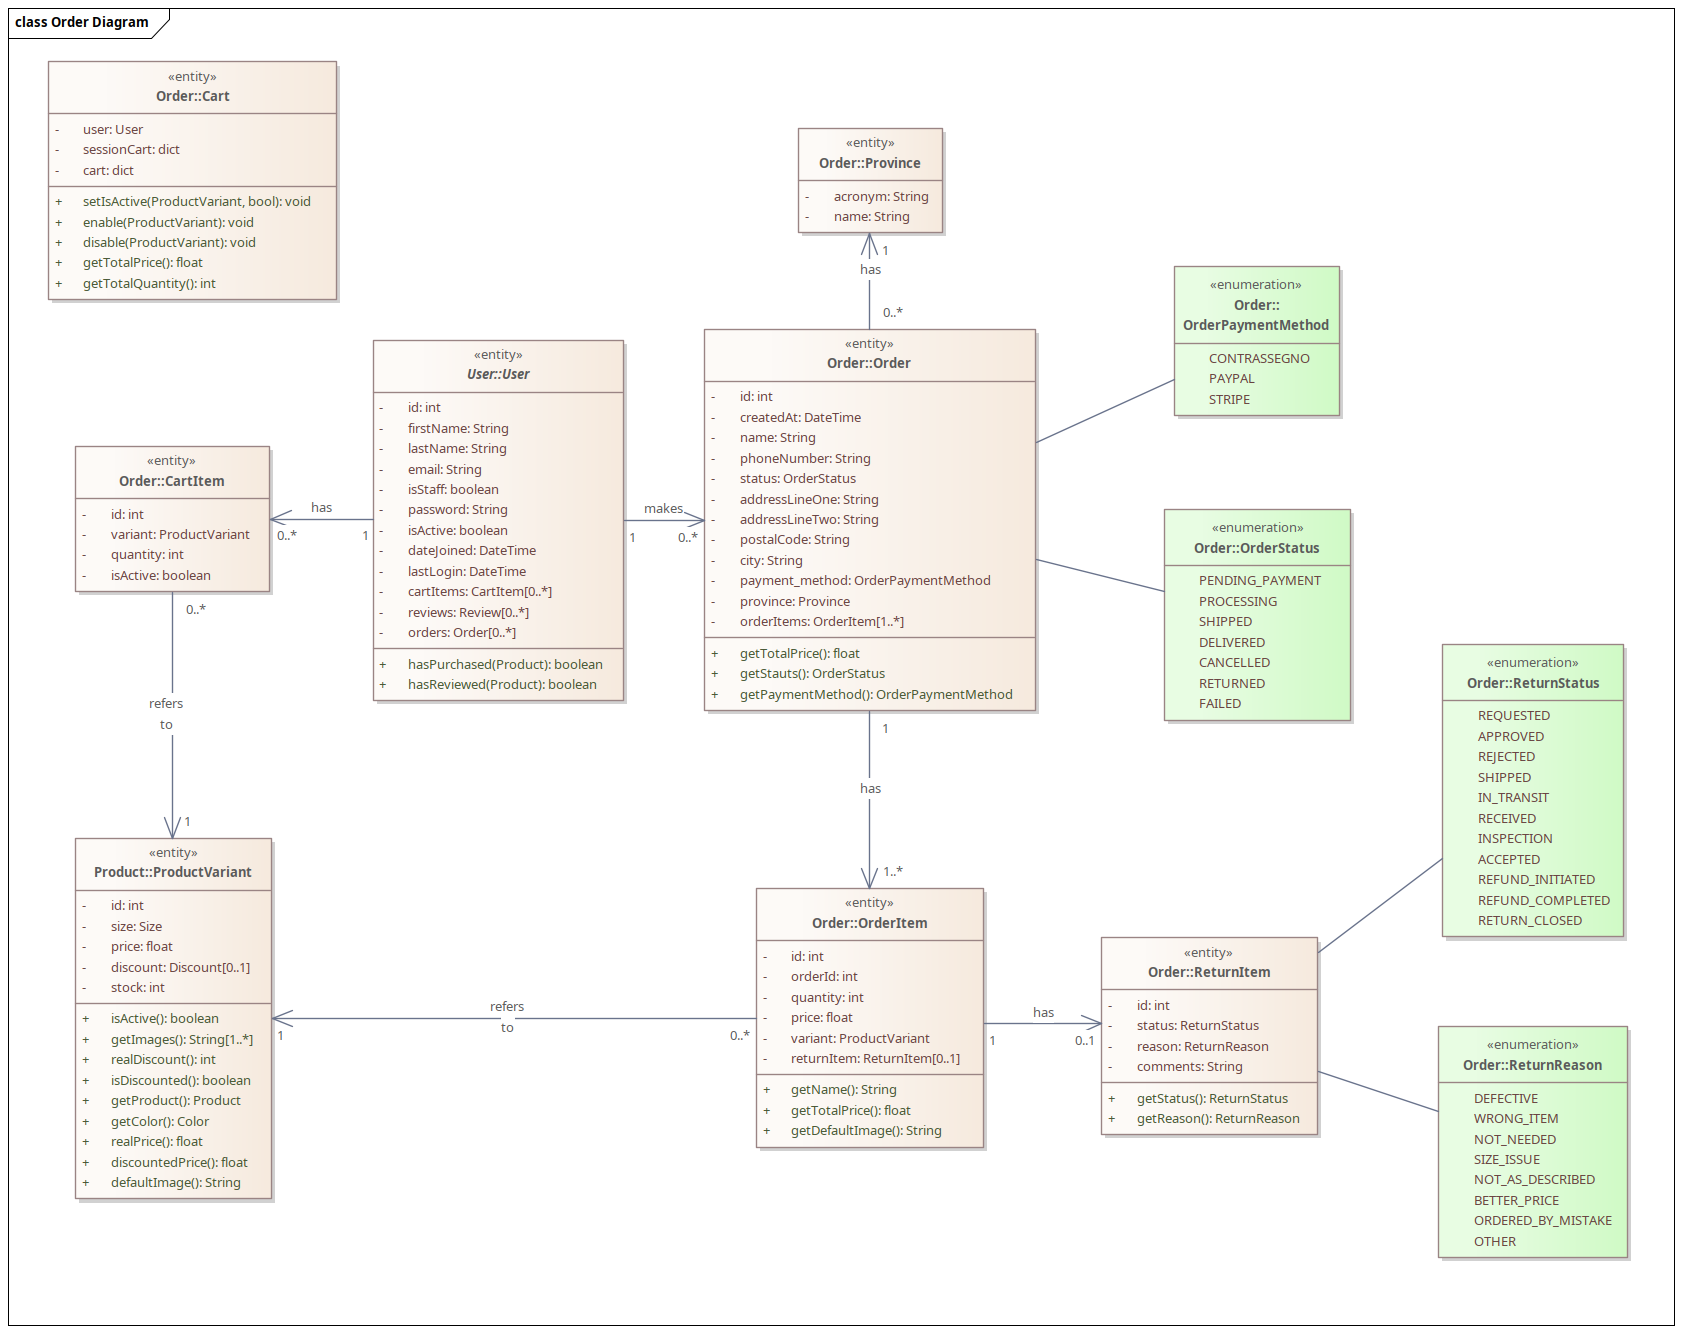 class Order Diagram
«entity»
Order::Cart
- user: User
- sessionCart: dict
- cart: dict
+ setIsActive(ProductVariant, bool): void
+ enable(ProductVariant): void
+ disable(ProductVariant): void
+ getTotalPrice(): float
+ getTotalQuantity(): int
«entity»
Order::Province
- acronym: String
- name: String
1
has
0..*
«enumeration»
Order::
OrderPaymentMethod
CONTRASSEGNO
PAYPAL
STRIPE
«entity»
User::User
- id: int
- firstName: String
- lastName: String
- email: String
- isStaff: boolean
- password: String
- isActive: boolean
- dateJoined: DateTime
- lastLogin: DateTime
- cartItems: CartItem[0..*]
- reviews: Review[0..*]
- orders: Order[0..*]
+ hasPurchased(Product): boolean
+ hasReviewed(Product): boolean
«entity»
Order::Order
- id: int
- createdAt: DateTime
- name: String
- phoneNumber: String
- status: OrderStatus
- addressLineOne: String
- addressLineTwo: String
- postalCode: String
- city: String
- payment_method: OrderPaymentMethod
- province: Province
- orderItems: OrderItem[1..*]
+ getTotalPrice(): float
+ getStauts(): OrderStatus
+ getPaymentMethod(): OrderPaymentMethod
«entity»
Order::CartItem
- id: int
- variant: ProductVariant
- quantity: int
- isActive: boolean
has
0..*
1
makes
1
0..*
«enumeration»
Order::OrderStatus
PENDING_PAYMENT
PROCESSING
SHIPPED
DELIVERED
CANCELLED
RETURNED
FAILED
0..*
refers
to
1
«enumeration»
Order::ReturnStatus
REQUESTED
APPROVED
REJECTED
SHIPPED
IN_TRANSIT
RECEIVED
INSPECTION
ACCEPTED
REFUND_INITIATED
REFUND_COMPLETED
RETURN_CLOSED
1
has
1..*
«entity»
Product::ProductVariant
- id: int
- size: Size
- price: float
- discount: Discount[0..1]
- stock: int
+ isActive(): boolean
+ getImages(): String[1..*]
+ realDiscount(): int
+ isDiscounted(): boolean
+ getProduct(): Product
+ getColor(): Color
+ realPrice(): float
+ discountedPrice(): float
+ defaultImage(): String
refers
to
1
0..*
«entity»
Order::OrderItem
- id: int
- orderId: int
- quantity: int
- price: float
- variant: ProductVariant
- returnItem: ReturnItem[0..1]
+ getName(): String
+ getTotalPrice(): float
+ getDefaultImage(): String
has
1
0..1
«entity»
Order::ReturnItem
- id: int
- status: ReturnStatus
- reason: ReturnReason
- comments: String
+ getStatus(): ReturnStatus
+ getReason(): ReturnReason
«enumeration»
Order::ReturnReason
DEFECTIVE
WRONG_ITEM
NOT_NEEDED
SIZE_ISSUE
NOT_AS_DESCRIBED
BETTER_PRICE
ORDERED_BY_MISTAKE
OTHER